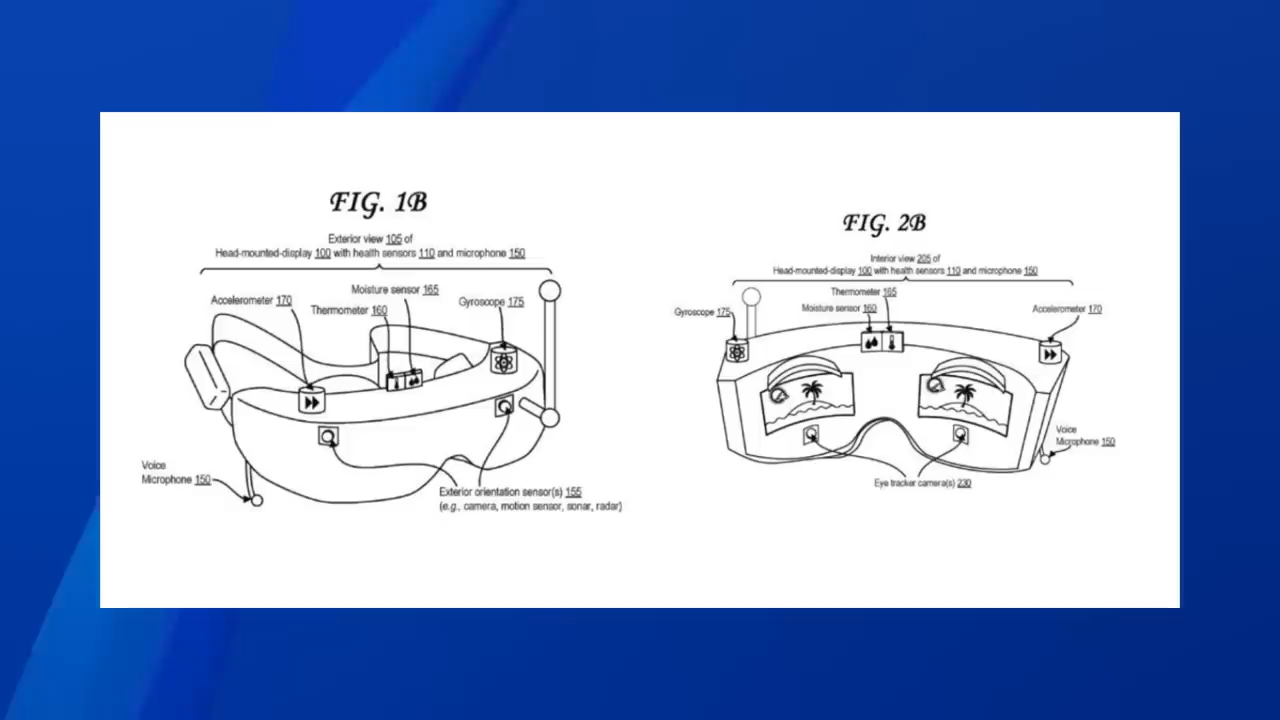 FIG. 1B
Exterior view 105 of
Head-mounted-display 100 with health sensors 110 and microphone 150
Moisture sensor 165
Accelerometer 170
Thermometer 160
Gyroscope 175
Voice
Microphone 150
Exterior orientation sensor(s) 155
(e.g., camera, motion sensor, sonar, radar)
FIG. 2B
Interior view 205 of
Head-mounted-display 100 with health sensors 110 and microphone 150
Thermometer 165
Moisture sensor 160
Gyroscope 175
Accelerometer 170
Voice
Microphone 150
Eye tracker camera(s) 230